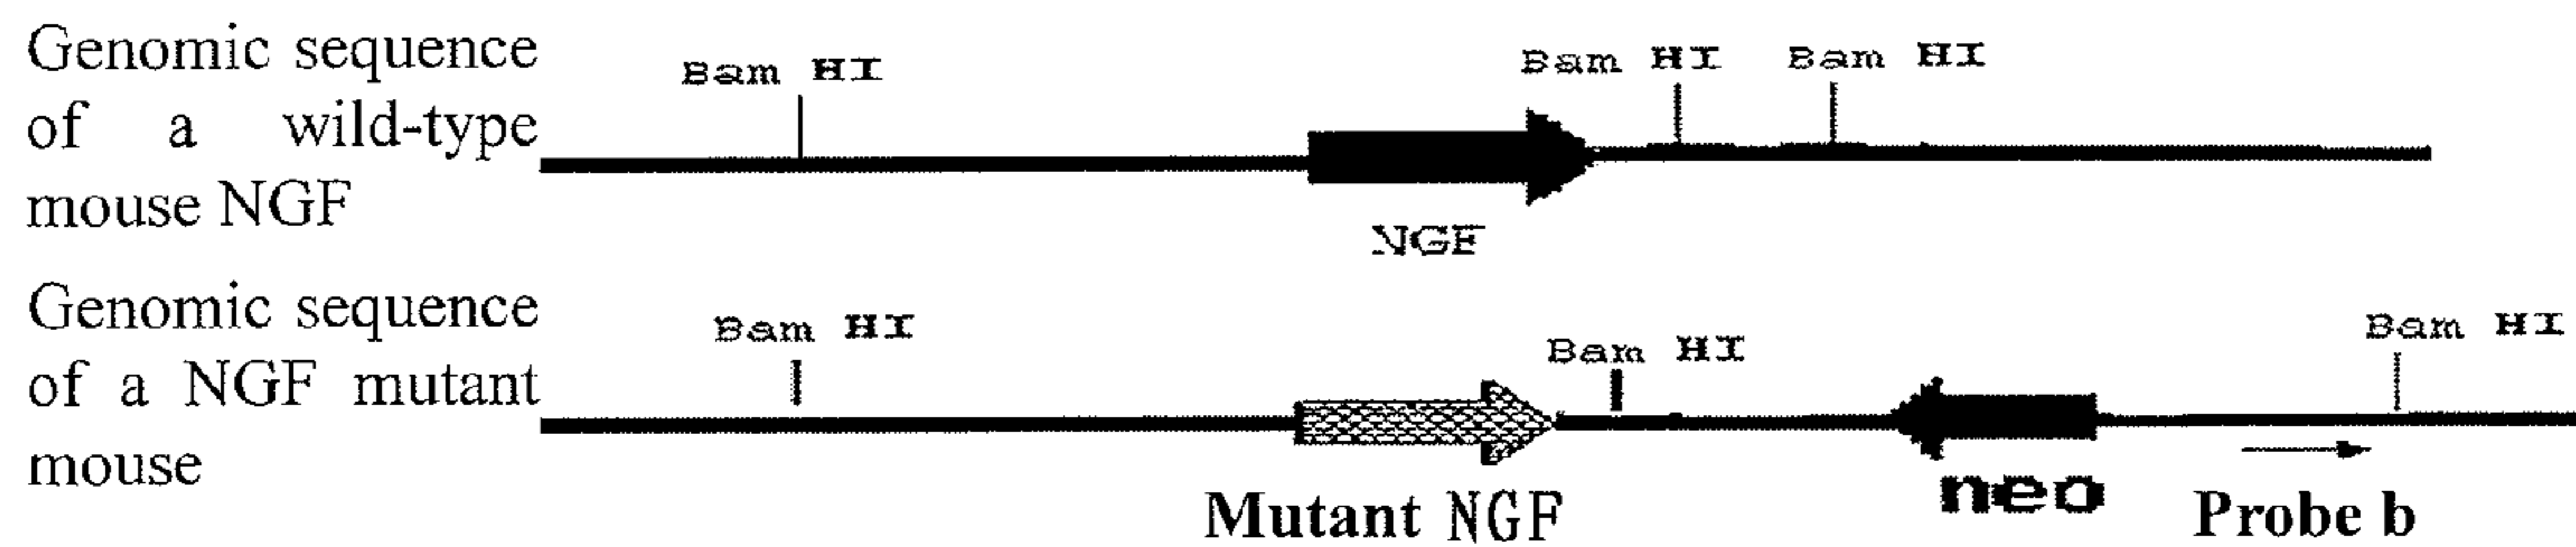 Genomic sequence
of a wild-type
mouse NGF
Bam HI
Bam HI
Bam HI
NGF
Genomic sequence
of a NGF mutant
mouse
Bam HI
Bam HI
Bam HI
Mutant NGF
neo
Probe b